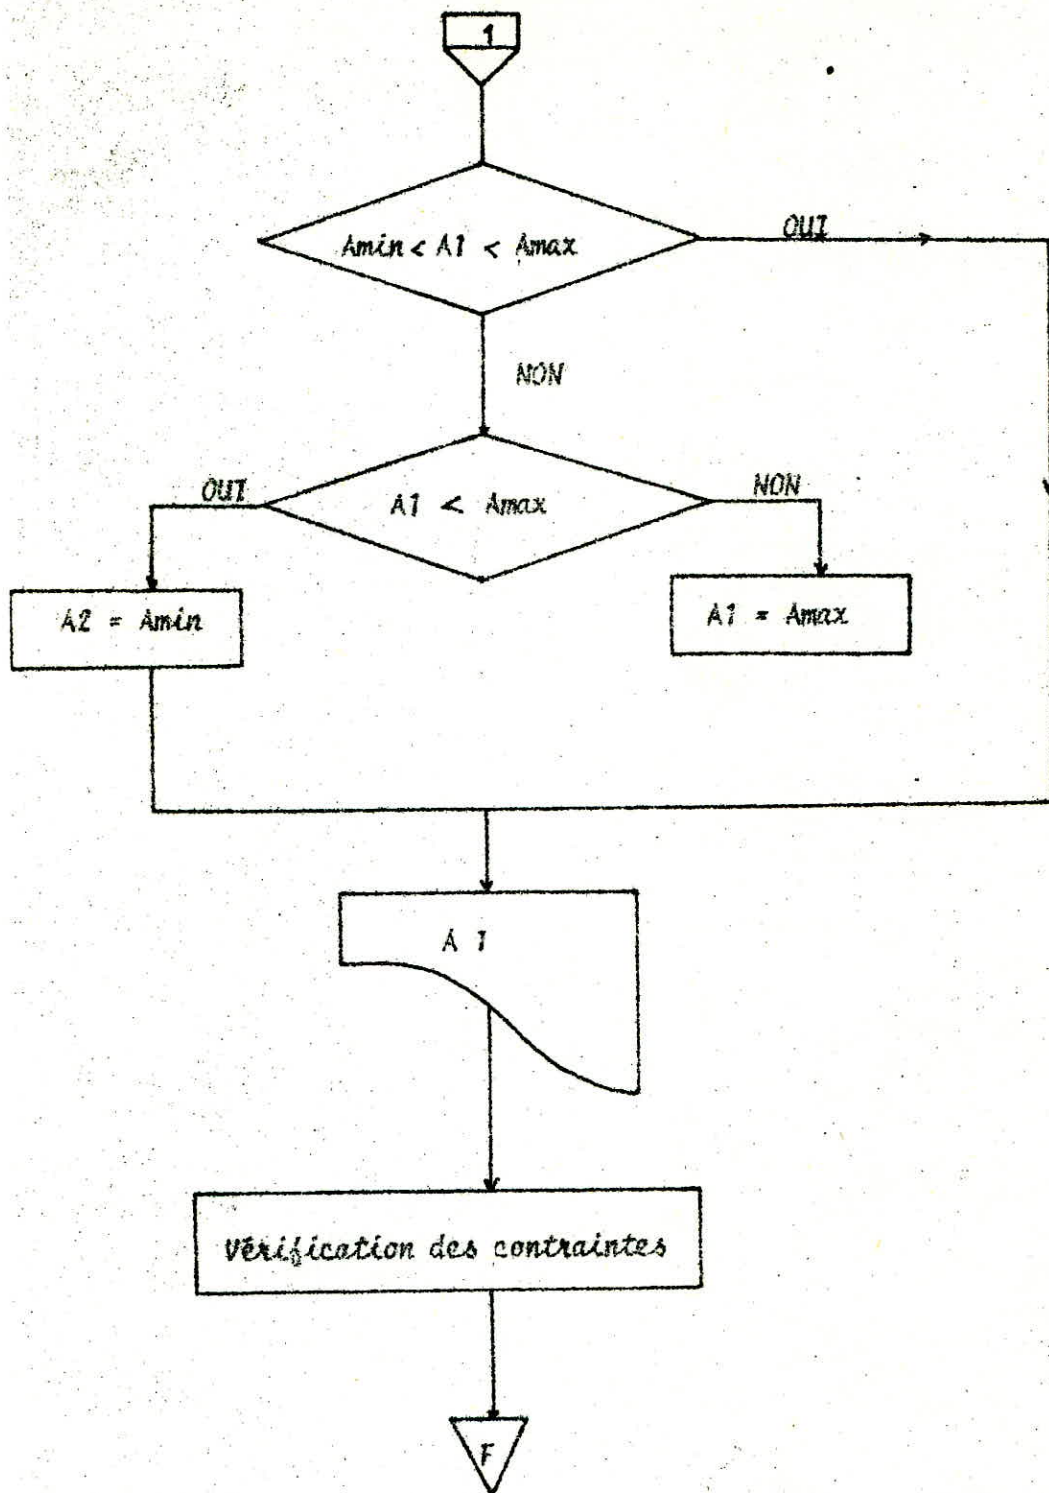 1
Amin < A1 < Amax
OUI
NON
OUI
A1 < Amax
NON
A2 = Amin
A1 = Amax
A 1
Vérification des contraintes
F